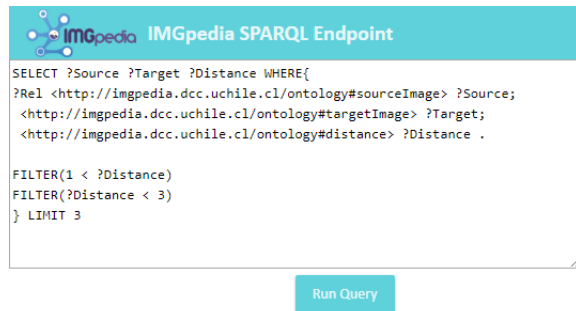 IMGpedia IMGpedia SPARQL Endpoint
SELECT ?Source ?Target ?Distance WHERE{
?Rel <http://imgpedia.dcc.uchile.cl/ontology#sourceImage> ?Source;
 <http://imgpedia.dcc.uchile.cl/ontology#targetImage> ?Target;
 <http://imgpedia.dcc.uchile.cl/ontology#distance> ?Distance .

FILTER(1 < ?Distance)
FILTER(?Distance < 3)
} LIMIT 3
Run Query